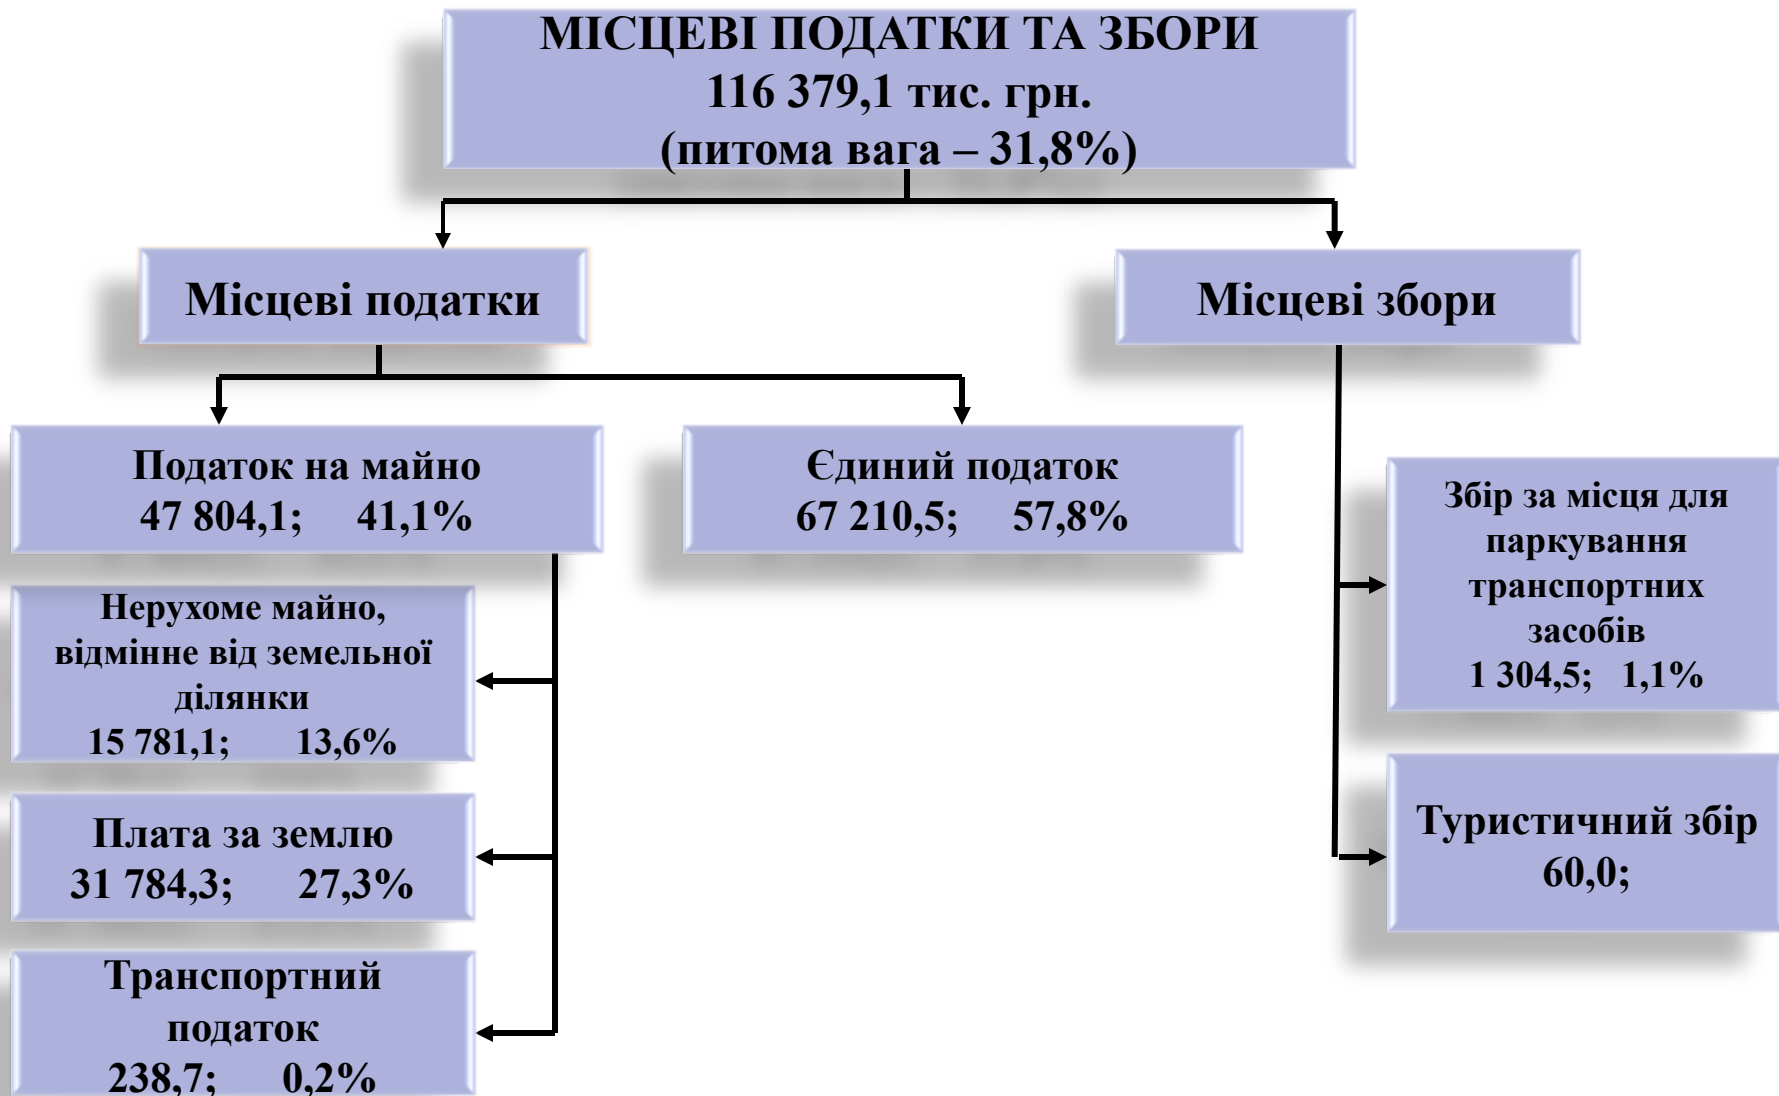 МІСЦЕВІ ПОДАТКИ ТА ЗБОРИ
116 379,1 тис. грн.
(питома вага – 31,8%)
Місцеві податки
Місцеві збори
Податок на майно
47 804,1; 41,1%
Єдиний податок
67 210,5; 57,8%
Нерухоме майно,
відмінне від земельної
ділянки
15 781,1; 13,6%
Плата за землю
31 784,3; 27,3%
Транспортний
податок
238,7; 0,2%
Збір за місця для
паркування
транспортних
засобів
1 304,5; 1,1%
Туристичний збір
60,0;